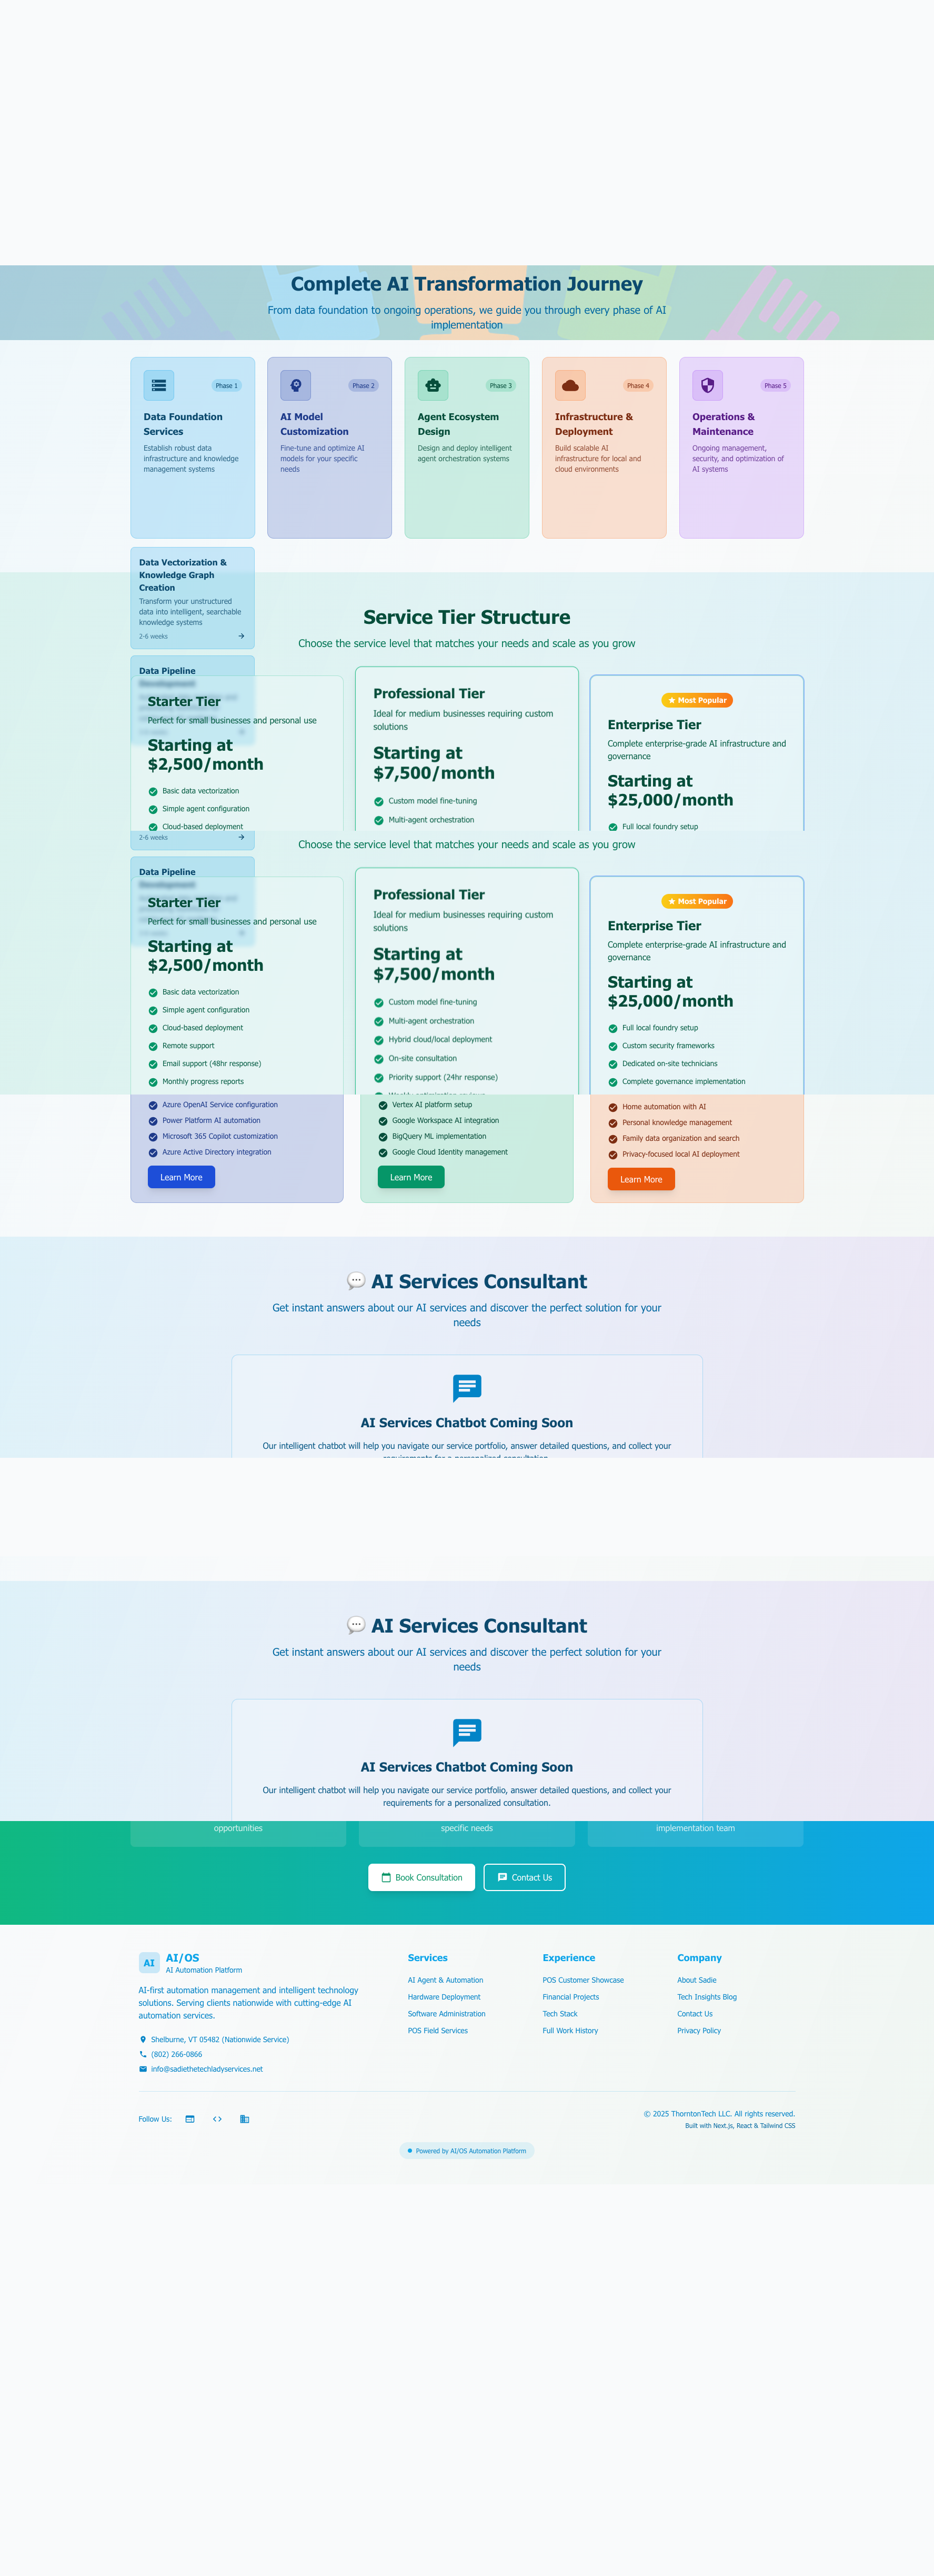 Complete AI Transformation Journey
From data foundation to ongoing operations, we guide you through every phase of AI
implementation
Phase 1
Data Foundation
Services
Establish robust data
infrastructure and knowledge
management systems
Phase 2
AI Model
Customization
Fine-tune and optimize AI
models for your specific
needs
Phase 3
Agent Ecosystem
Design
Design and deploy intelligent
agent orchestration systems
Phase 4
Infrastructure &
Deployment
Build scalable AI
infrastructure for local and
cloud environments
Phase 5
Operations &
Maintenance
Ongoing management,
security, and optimization of
AI systems
Data Vectorization &
Knowledge Graph
Creation
Transform your unstructured
data into intelligent, searchable
knowledge systems
2-6 weeks
Data Pipeline
Service Tier Structure
Choose the service level that matches your needs and scale as you grow
Starter Tier
Perfect for small businesses and personal use
Starting at
$2,500/month
Basic data vectorization
Simple agent configuration
Cloud-based deployment
Professional Tier
Ideal for medium businesses requiring custom
solutions
Starting at
$7,500/month
Custom model fine-tuning
Multi-agent orchestration
Most Popular
Enterprise Tier
Complete enterprise-grade AI infrastructure and
governance
Starting at
$25,000/month
Full local foundry setup
2-6 weeks
Choose the service level that matches your needs and scale as you grow
Data Pipeline
Development
Starter Tier
Perfect for small businesses and personal use
Starting at
$2,500/month
Basic data vectorization
Simple agent configuration
Cloud-based deployment
Remote support
Email support (48hr response)
Monthly progress reports
Professional Tier
Ideal for medium businesses requiring custom
solutions
Starting at
$7,500/month
Custom model fine-tuning
Multi-agent orchestration
Hybrid cloud/local deployment
On-site consultation
Priority support (24hr response)
Most Popular
Enterprise Tier
Complete enterprise-grade AI infrastructure and
governance
Starting at
$25,000/month
Full local foundry setup
Custom security frameworks
Dedicated on-site technicians
Complete governance implementation
Azure OpenAI Service configuration
Power Platform AI automation
Microsoft 365 Copilot customization
Azure Active Directory integration
Learn More
Vertex AI platform setup
Google Workspace AI integration
BigQuery ML implementation
Google Cloud Identity management
Learn More
Home automation with AI
Personal knowledge management
Family data organization and search
Privacy-focused local AI deployment
Learn More
AI Services Consultant
Get instant answers about our AI services and discover the perfect solution for your
needs
AI Services Chatbot Coming Soon
Our intelligent chatbot will help you navigate our service portfolio, answer detailed questions, and collect your
requirements for a personalized consultation.
AI Services Consultant
Get instant answers about our AI services and discover the perfect solution for your
needs
AI Services Chatbot Coming Soon
Our intelligent chatbot will help you navigate our service portfolio, answer detailed questions, and collect your
requirements for a personalized consultation.
opportunities
specific needs
implementation team
Book Consultation
Contact Us
AI
AI/OS
AI Automation Platform
AI-first automation management and intelligent technology
solutions. Serving clients nationwide with cutting-edge AI
automation services.
Shelburne, VT 05482 (Nationwide Service)
(802) 266-0866
info@sadiethetechladyservices.net
Services
AI Agent & Automation
Hardware Deployment
Software Administration
POS Field Services
Experience
POS Customer Showcase
Financial Projects
Tech Stack
Full Work History
Company
About Sadie
Tech Insights Blog
Contact Us
Privacy Policy
Follow Us:
© 2025 ThorntonTech LLC. All rights reserved.
Built with Next.js, React & Tailwind CSS
Powered by AI/OS Automation Platform